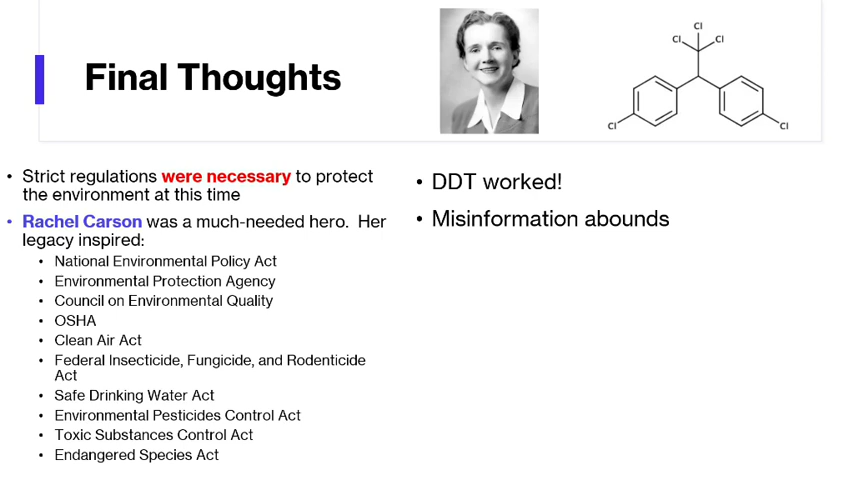 Final Thoughts
Cl
Cl Cl
Cl Cl
• Strict regulations were necessary to protect
the environment at this time
• Rachel Carson was a much-needed hero. Her
legacy inspired:
• National Environmental Policy Act
• Environmental Protection Agency
• Council on Environmental Quality
• OSHA
• Clean Air Act
• Federal Insecticide, Fungicide, and Rodenticide
Act
• Safe Drinking Water Act
• Environmental Pesticides Control Act
• Toxic Substances Control Act
• Endangered Species Act
• DDT worked!
• Misinformation abounds